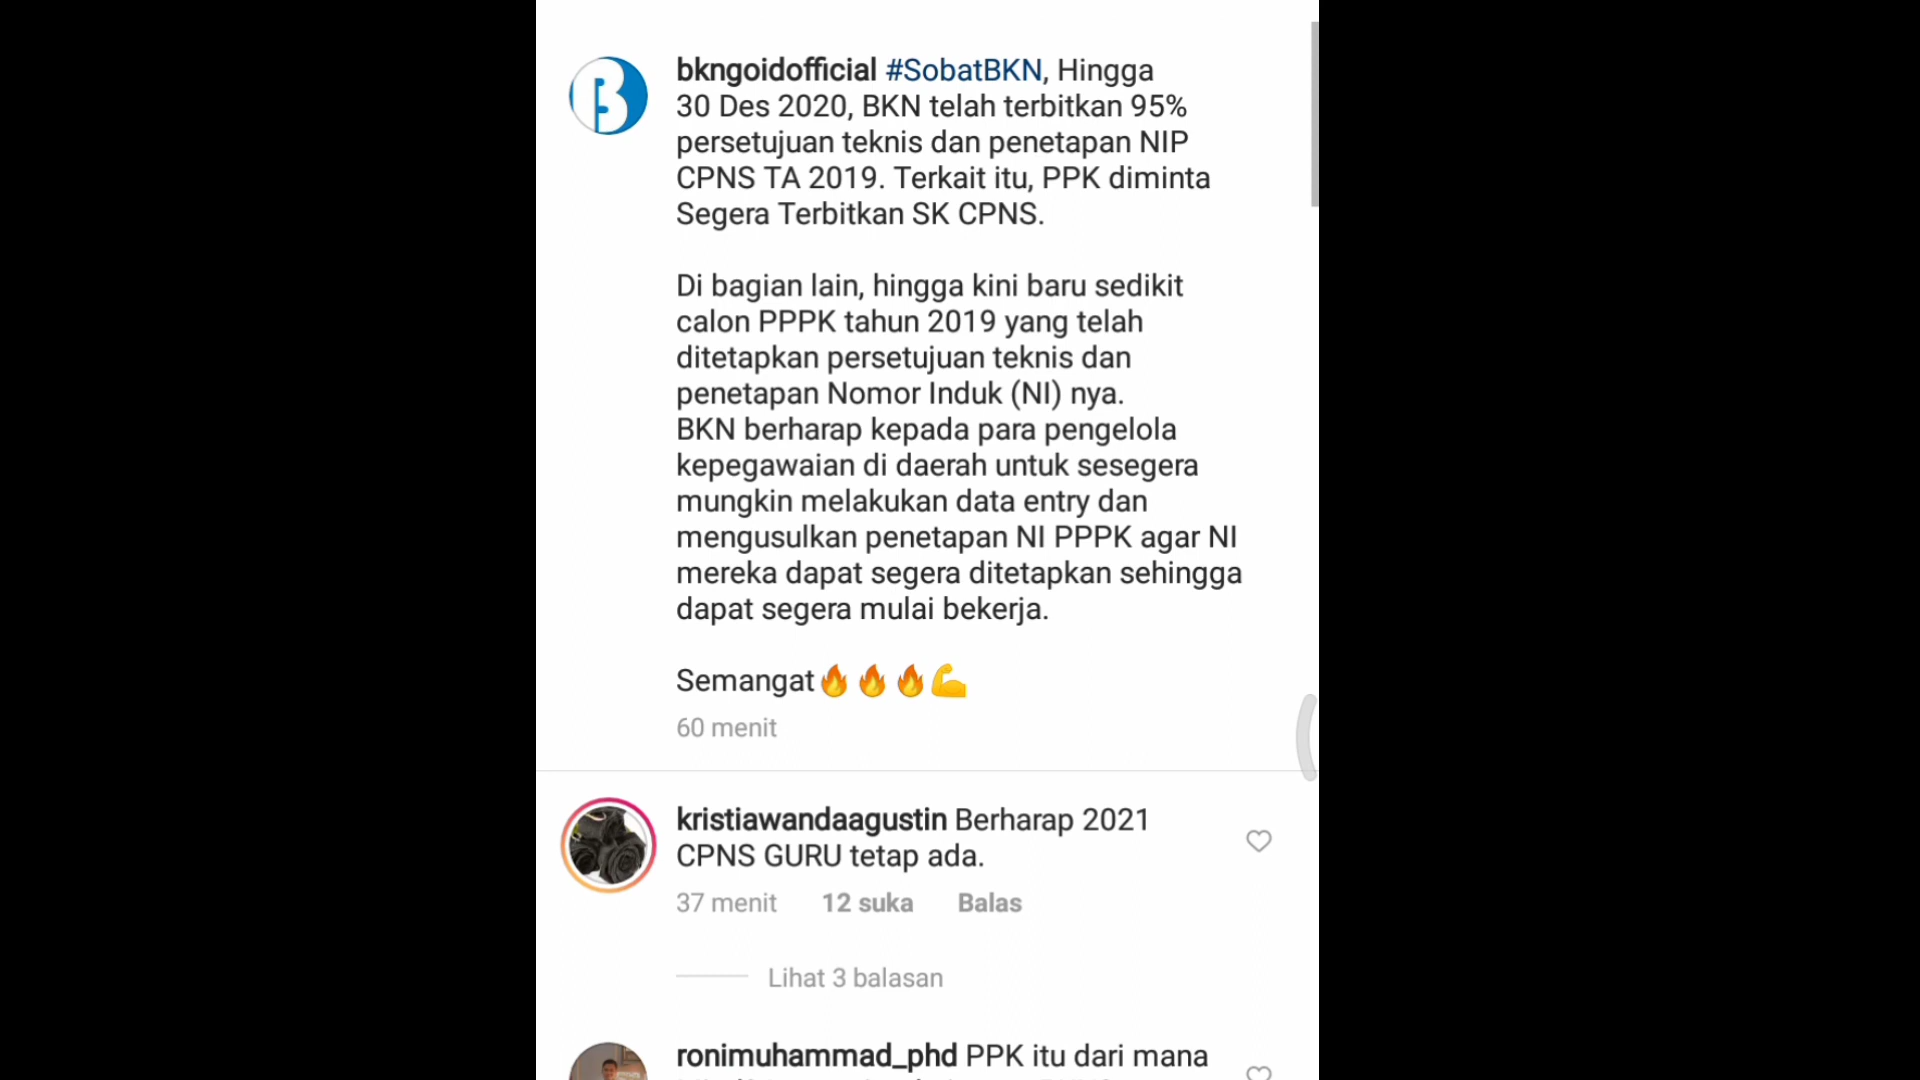 bkngoidofficial #SobatBKN, Hingga
30 Des 2020, BKN telah terbitkan 95%
persetujuan teknis dan penetapan NIP
CPNS TA 2019. Terkait itu, PPK diminta
Segera Terbitkan SK CPNS.
Di bagian lain, hingga kini baru sedikit
calon PPPK tahun 2019 yang telah
ditetapkan persetujuan teknis dan
penetapan Nomor Induk (NI) nya.
BKN berharap kepada para pengelola
kepegawaian di daerah untuk sesegera
mungkin melakukan data entry dan
mengusulkan penetapan NI PPPK agar NI
mereka dapat segera ditetapkan sehingga
dapat segera mulai bekerja.
Semangat🔥🔥🔥💪
60 menit
kristiawandaagustin Berharap 2021
CPNS GURU tetap ada.
37 menit 12 suka Balas
Lihat 3 balasan
ronimuhammad_phd PPK itu dari mana